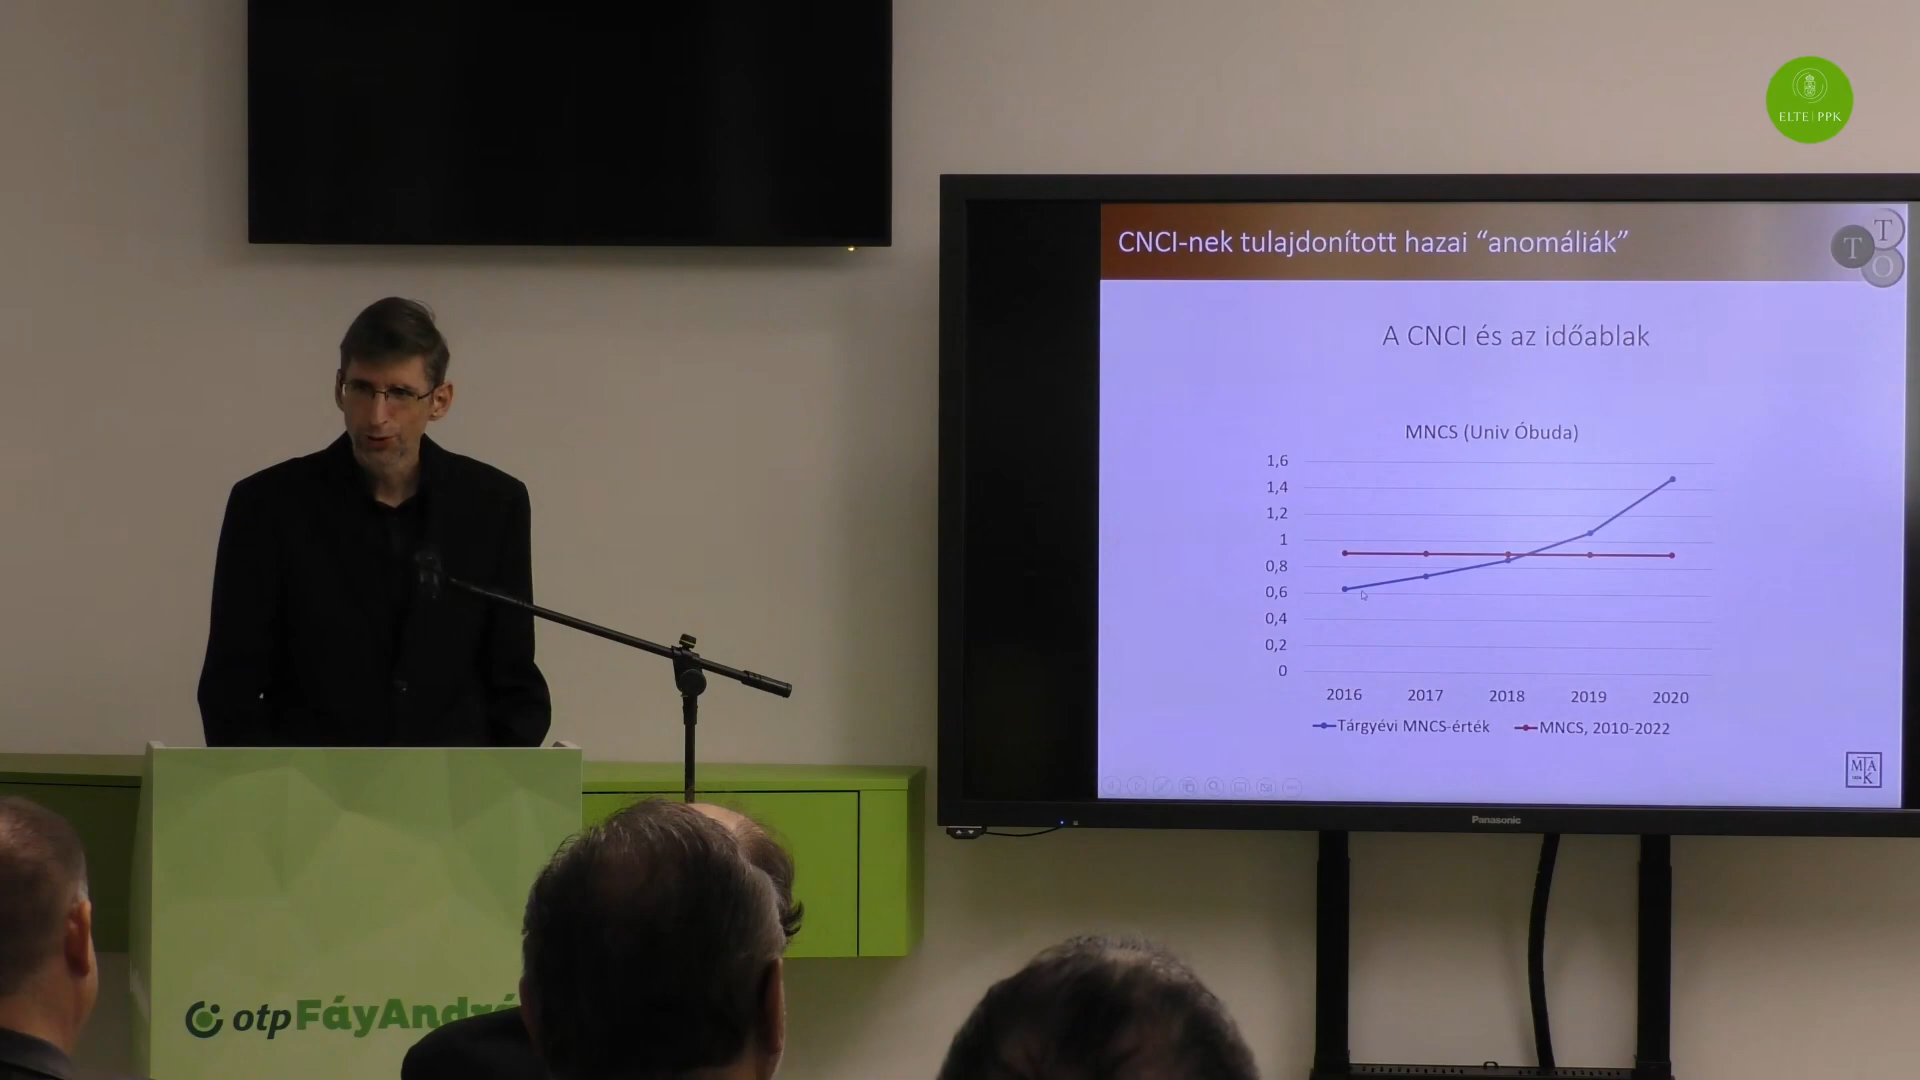 ELTE | PPK
CNCI-nek tulajdonított hazai “anomáliák”
T
T
O
A CNCI és az időablak
MNCS (Univ Óbuda)
1,6
1,4
1,2
1
0,8
0,6
0,4
0,2
0
2016 2017 2018 2019 2020
Tárgyévi MNCS-érték MNCS, 2010-2022
MTA
K
Panasonic
otp FáyAndrá